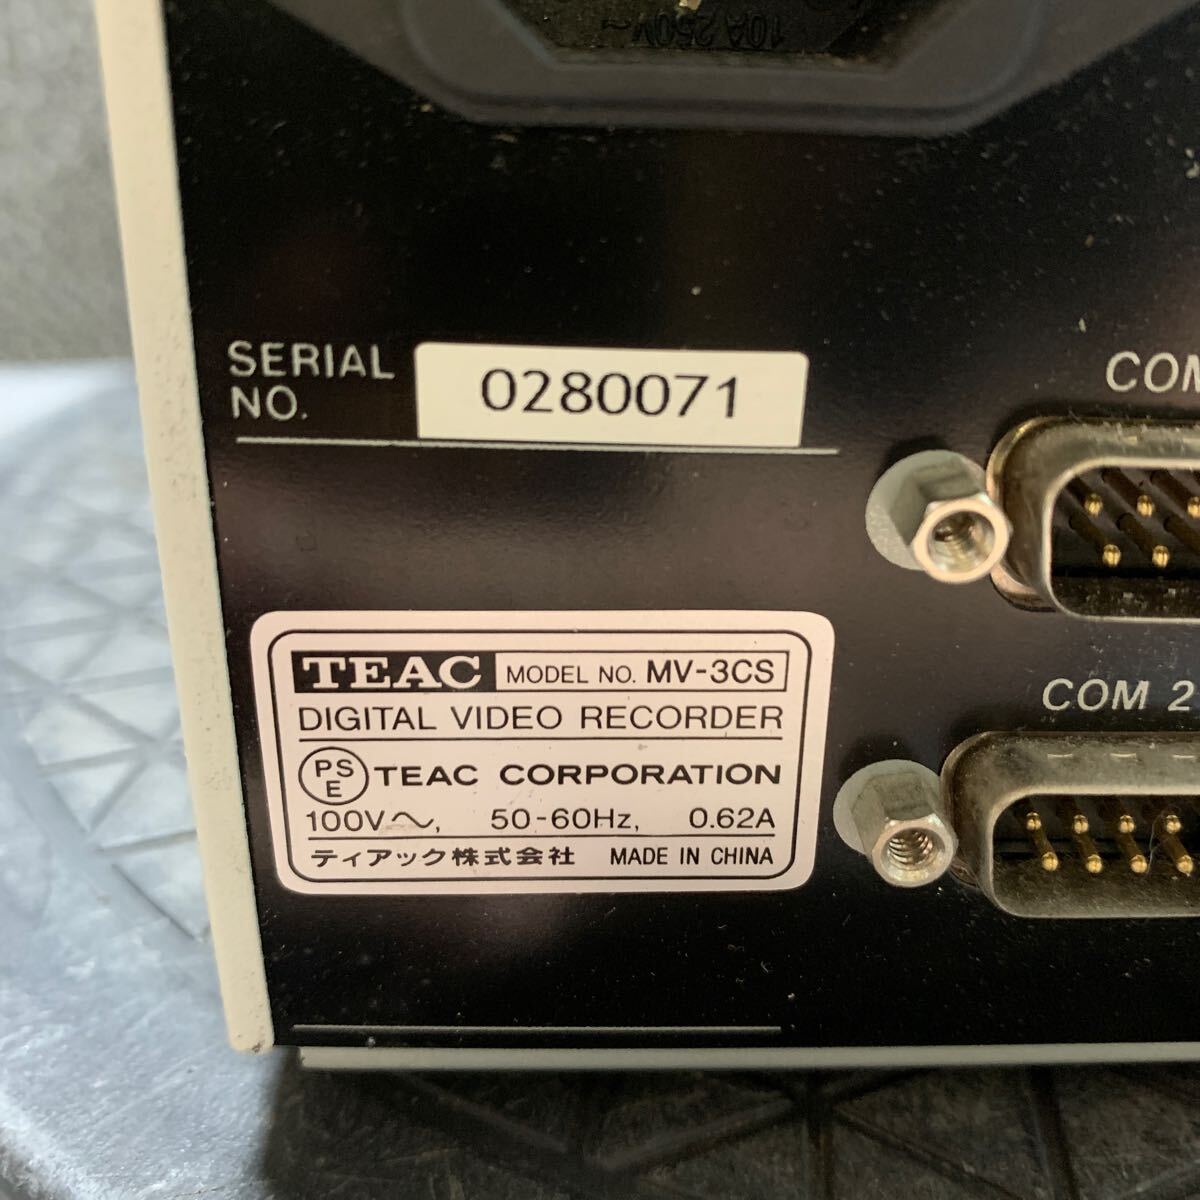 10A 250V~
SERIAL
NO.
0280071
COM
TEAC MODEL NO. MV-3CS
DIGITAL VIDEO RECORDER
PSE TEAC CORPORATION
100V～, 50-60Hz, 0.62A
ティアック株式会社 MADE IN CHINA
COM 2